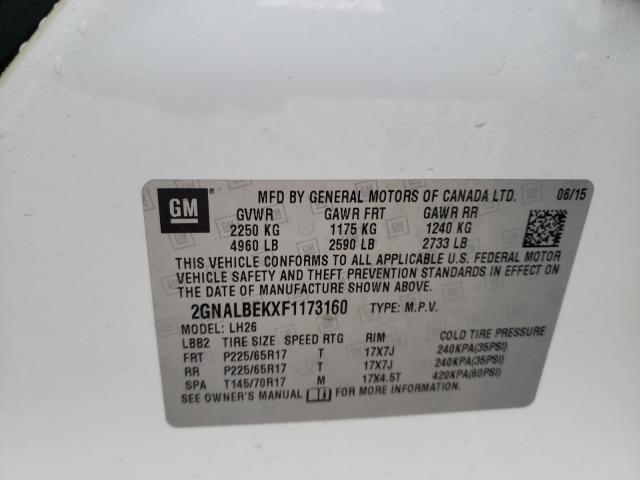 GM ® MFD BY GENERAL MOTORS OF CANADA LTD. 06/15
GVWR GAWR FRT GAWR RR
2250 KG 1175 KG 1240 KG
4960 LB 2590 LB 2733 LB
THIS VEHICLE CONFORMS TO ALL APPLICABLE U.S. FEDERAL MOTOR
VEHICLE SAFETY AND THEFT PREVENTION STANDARDS IN EFFECT ON
THE DATE OF MANUFACTURE SHOWN ABOVE.
2GNALBEKXF1173160 TYPE: M.P.V.
MODEL: LH26
LBB2 TIRE SIZE SPEED RTG RIM COLD TIRE PRESSURE
FRT P225/65R17 T 17X7J 240KPA(35PSI)
RR P225/65R17 T 17X7J 240KPA(35PSI)
SPA T145/70R17 M 17X4.5T 420KPA(60PSI)
SEE OWNER'S MANUAL FOR MORE INFORMATION.